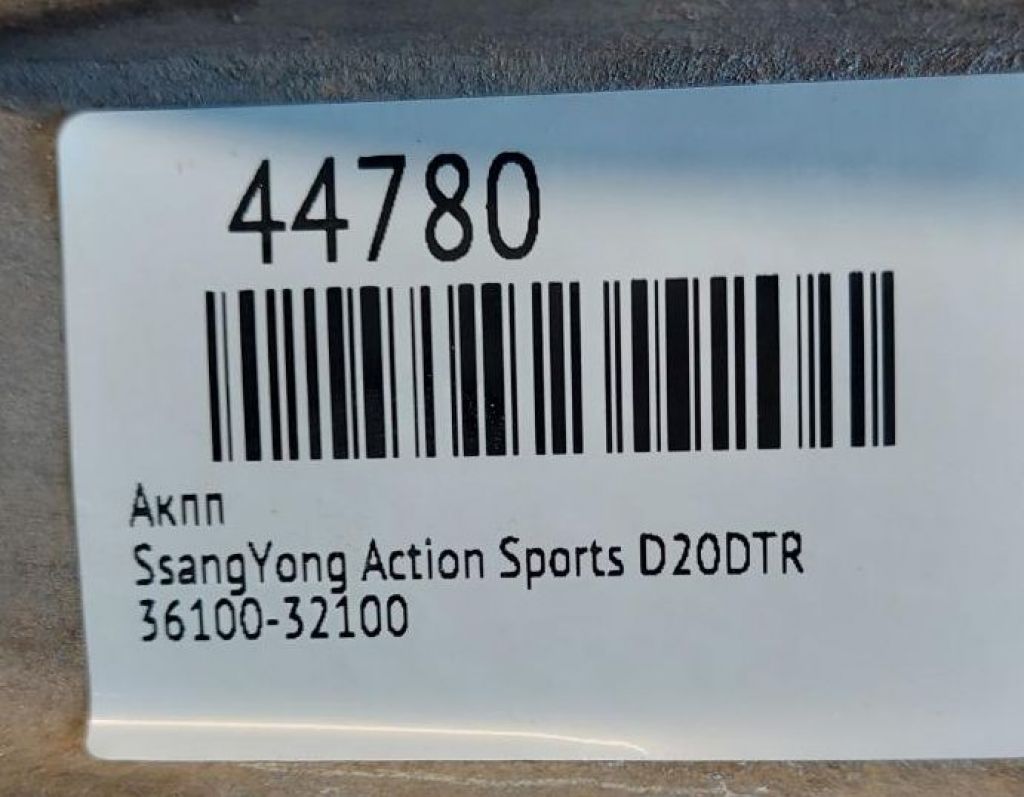 44780
Акпп
SsangYong Action Sports D20DTR
36100-32100